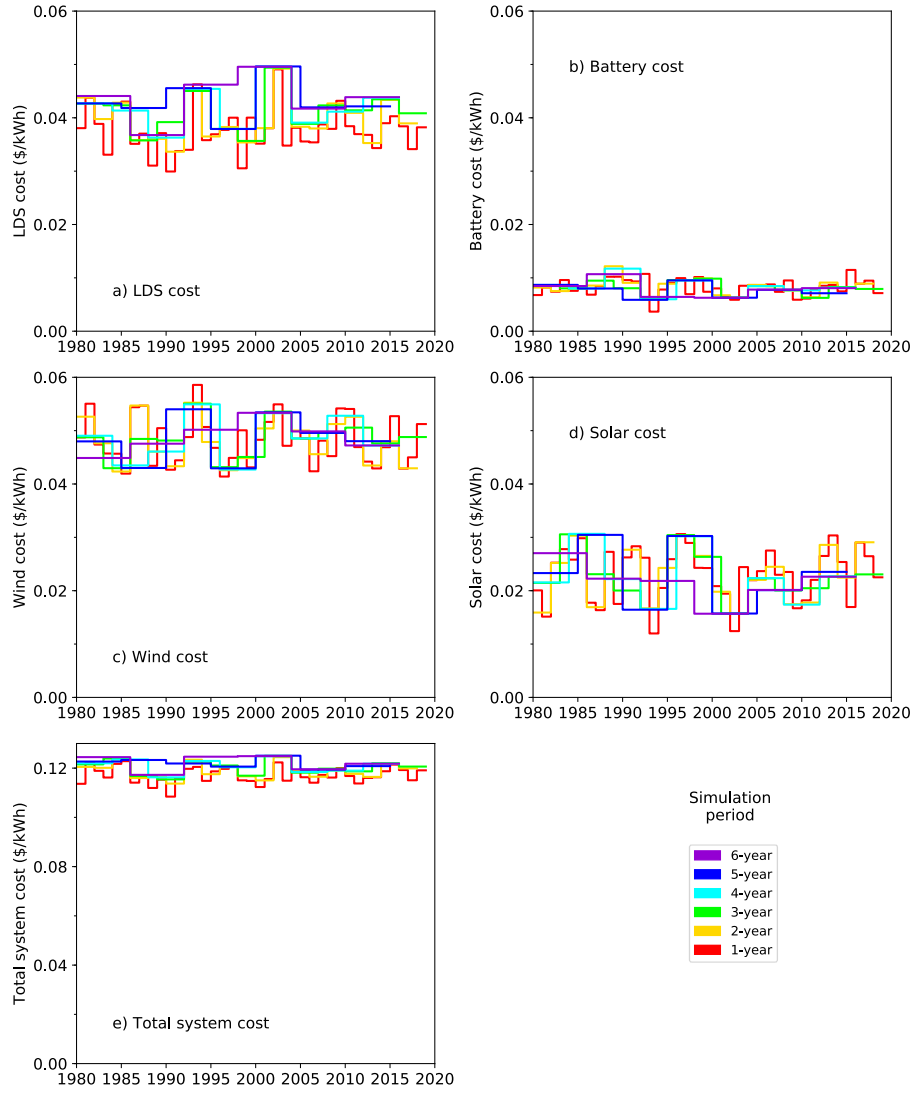 0.06
0.04
0.02
0.00
LDS cost ($/kWh)
a) LDS cost
1980 1985 1990 1995 2000 2005 2010 2015 2020
0.06
0.04
0.02
0.00
Battery cost ($/kWh)
b) Battery cost
1980 1985 1990 1995 2000 2005 2010 2015 2020
0.06
0.04
0.02
0.00
Wind cost ($/kWh)
c) Wind cost
1980 1985 1990 1995 2000 2005 2010 2015 2020
0.06
0.04
0.02
0.00
Solar cost ($/kWh)
d) Solar cost
1980 1985 1990 1995 2000 2005 2010 2015 2020
0.12
0.08
0.04
0.00
Total system cost ($/kWh)
e) Total system cost
1980 1985 1990 1995 2000 2005 2010 2015 2020
Simulation
period
6-year
5-year
4-year
3-year
2-year
1-year